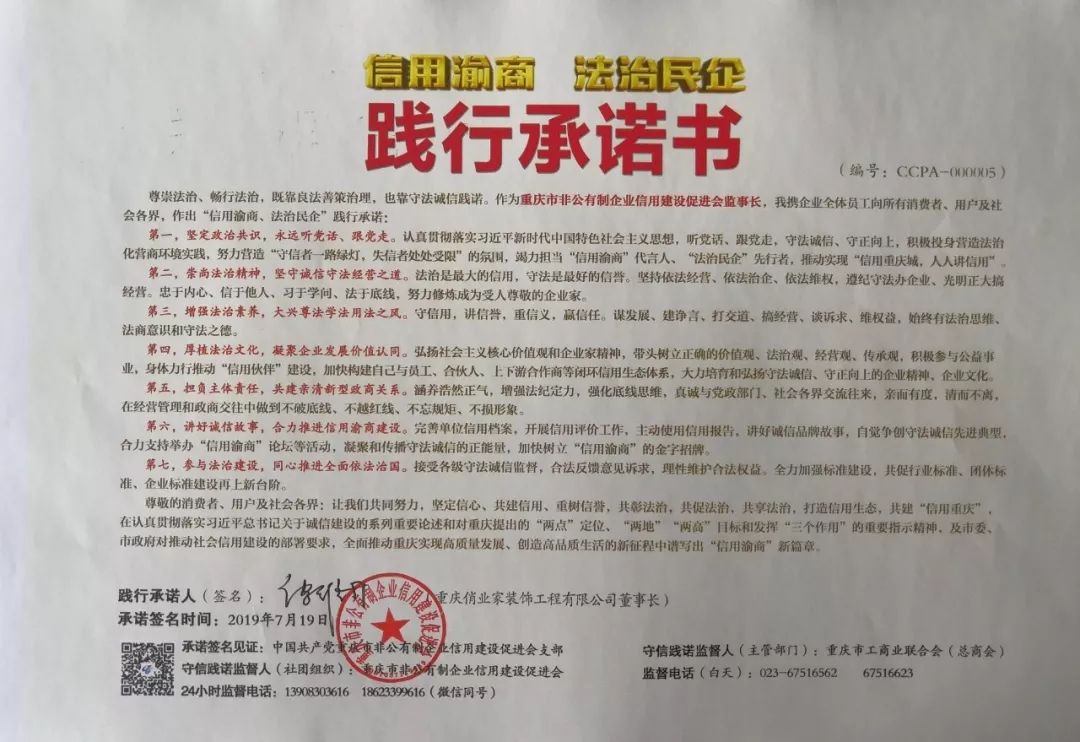 信用渝商 法治民企
践行承诺书
(编号：CCPA-000005)
尊崇法治、畅行法治，既靠良法善策治理，也靠守法诚信践诺。作为重庆市非公有制企业信用建设促进会监事长，我携企业全体员工向所有消费者、用户及社
会各界，作出“信用渝商、法治民企”践行承诺：
第一，坚定政治共识，永远听党话、跟党走。认真贯彻落实习近平新时代中国特色社会主义思想，听党话、跟党走，守法诚信、守正向上，积极投身营造法治
化营商环境实践，努力营造“守信者一路绿灯，失信者处处受限”的氛围，竭力担当“信用渝商”代言人、“法治民企”先行者，推动实现“信用重庆城，人人讲信用”。
第二，崇尚法治精神，坚守诚信守法经营之道。法治是最大的信用，守法是最好的信誉。坚持依法经营、依法治企、依法维权，遵纪守法办企业、光明正大搞
经营。忠于内心、信于他人、习于学问、法于底线，努力修炼成为受人尊敬的企业家。
第三，增强法治素养，大兴尊法学法用法之风。守信用，讲信誉，重信义，赢信任。谋发展、建诤言、打交道、搞经营、谈诉求、维权益，始终有法治思维、
法商意识和守法之德。
第四，厚植法治文化，凝聚企业发展价值认同。弘扬社会主义核心价值观和企业家精神，带头树立正确的价值观、法治观、经营观、传承观，积极参与公益事
业，身体力行推动“信用伙伴”建设，加快构建自己与员工、合伙人、上下游合作商等闭环信用生态体系，大力培育和弘扬守法诚信、守正向上的企业精神、企业文化。
第五，担负主体责任，共建亲清新型政商关系。涵养浩然正气，增强法纪定力，强化底线思维，真诚与党政部门、社会各界交流往来，亲而有度，清而不离，
在经营管理和政商交往中做到不破底线、不越红线、不忘规矩、不损形象。
第六，讲好诚信故事，合力推进信用渝商建设。完善单位信用档案，开展信用评价工作、主动使用信用报告，讲好诚信品牌故事，自觉争创守法诚信先进典型，
合力支持举办“信用渝商”论坛等活动，凝聚和传播守法诚信的正能量，加快树立“信用渝商”的金字招牌。
第七，参与法治建设，同心推进全面依法治国。接受各级守法诚信监督，合法反馈意见诉求，理性维护合法权益。全力加强标准建设，共促行业标准、团体标
准、企业标准建设再上新台阶。
尊敬的消费者、用户及社会各界：让我们共同努力，坚定信心、共建信用、重树信誉，共彰法治、共促法治、共享法治，打造信用生态，共建“信用重庆”，
在认真贯彻落实习近平总书记关于诚信建设的系列重要论述和对重庆提出的“两点”定位、“两地”“两高”目标和发挥“三个作用”的重要指示精神，及市委、
市政府对推动社会信用建设的部署要求，全面推动重庆实现高质量发展、创造高品质生活的新征程中谱写出“信用渝商”新篇章。
践行承诺人（签名）：
（重庆俏业家装饰工程有限公司董事长）
承诺签名时间：2019年7月19日
重庆市非公有制企业信用建设促进会
承诺签名见证：中国共产党重庆市非公有制企业信用建设促进会支部
守信践诺监督人（社团组织）：重庆市非公有制企业信用建设促进会
24小时监督电话：13908303616 18623399616（微信同号）
守信践诺监督人（主管部门）：重庆市工商业联合会（总商会）
监督电话（白天）：023-67516562 67516623